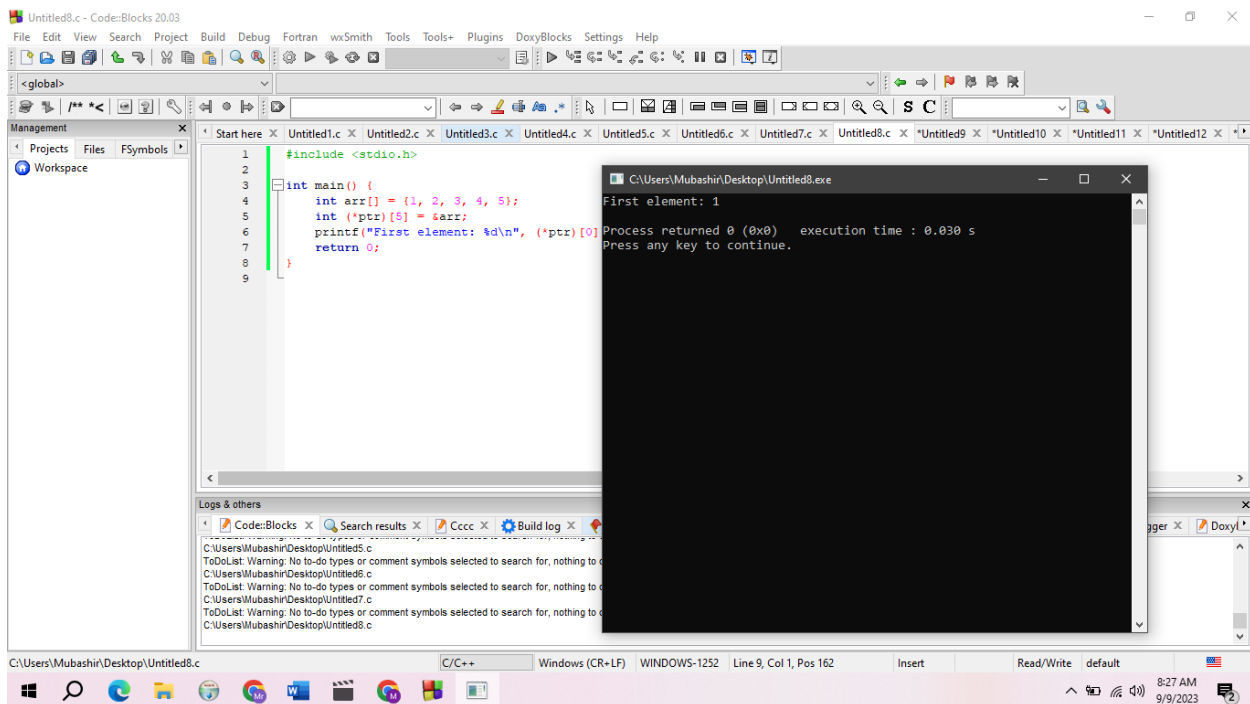 Untitled8.c - Code::Blocks 20.03
File Edit View Search Project Build Debug Fortran wxSmith Tools Tools+ Plugins DoxyBlocks Settings Help
<global>
/** *<
S C
Management
Projects Files FSymbols
Workspace
Start here Untitled1.c Untitled2.c Untitled3.c Untitled4.c Untitled5.c Untitled6.c Untitled7.c Untitled8.c *Untitled9 *Untitled10 *Untitled11 *Untitled12 *
1 #include <stdio.h>
2
3 int main() {
4 int arr[] = {1, 2, 3, 4, 5};
5 int (*ptr)[5] = &arr;
6 printf("First element: %d\n", (*ptr)[0]
7 return 0;
8 }
9
C:\Users\Mubashir\Desktop\Untitled8.exe
First element: 1
Process returned 0 (0x0) execution time : 0.030 s
Press any key to continue.
Logs & others
Code::Blocks Search results Cccc Build log
gger Doxy
C:\Users\Mubashir\Desktop\Untitled5.c
ToDoList: Warning: No to-do types or comment symbols selected to search for, nothing to
C:\Users\Mubashir\Desktop\Untitled6.c
ToDoList: Warning: No to-do types or comment symbols selected to search for, nothing to
C:\Users\Mubashir\Desktop\Untitled7.c
ToDoList: Warning: No to-do types or comment symbols selected to search for, nothing to
C:\Users\Mubashir\Desktop\Untitled8.c
C:\Users\Mubashir\Desktop\Untitled8.c C/C++ Windows (CR+LF) WINDOWS-1252 Line 9, Col 1, Pos 162 Insert Read/Write default
8:27 AM
9/9/2023
2